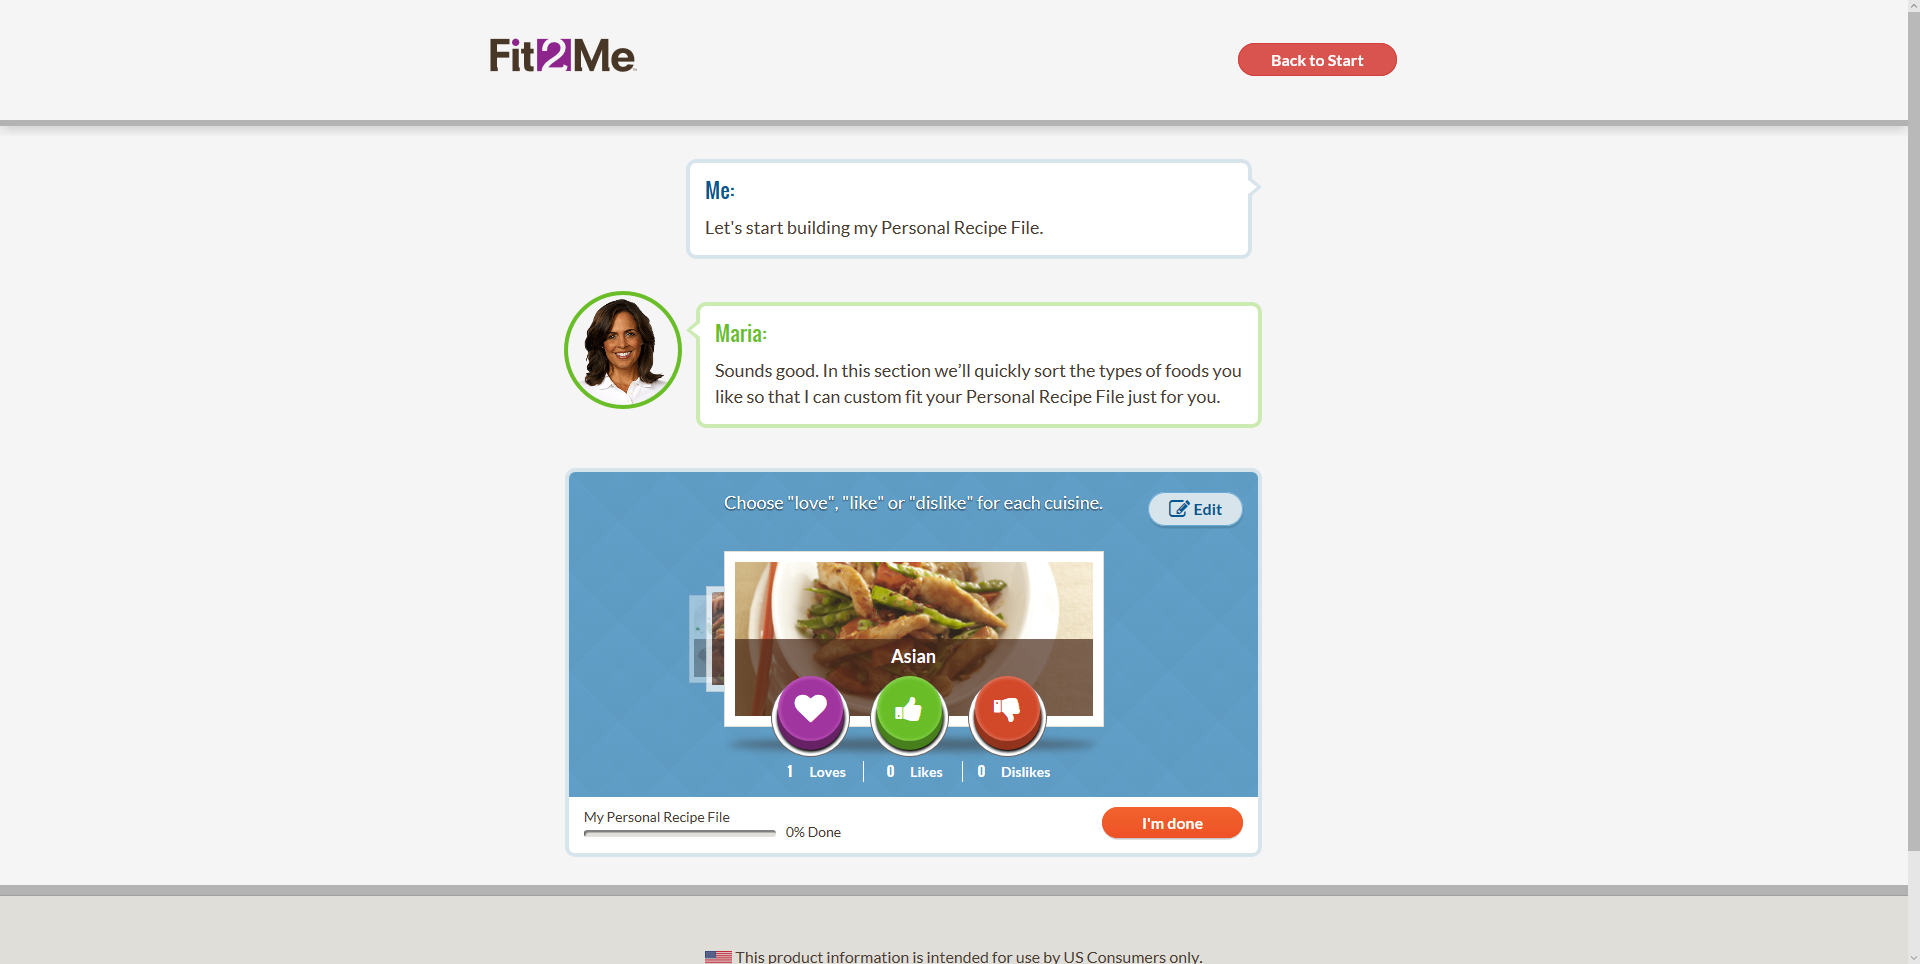 Fit2Me
Back to Start
Me:
Let's start building my Personal Recipe File.
Maria:
Sounds good. In this section we’ll quickly sort the types of foods you
like so that I can custom fit your Personal Recipe File just for you.
Choose "love", "like" or "dislike" for each cuisine.
Edit
Asian
1 Loves 0 Likes 0 Dislikes
My Personal Recipe File
0% Done
I'm done
This product information is intended for use by US Consumers only.